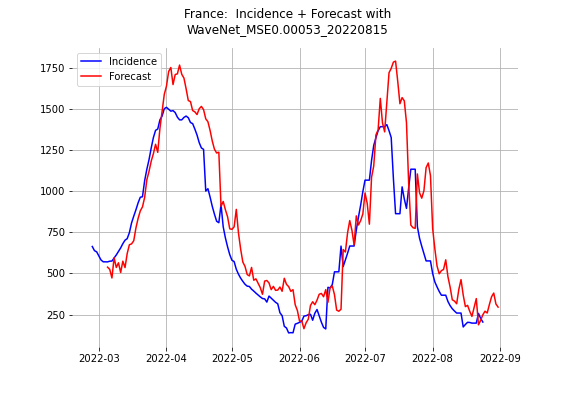 France:  Incidence + Forecast with
WaveNet_MSE0.00053_20220815
Incidence
Forecast
1750
1500
1250
1000
750
500
250
2022-03 2022-04 2022-05 2022-06 2022-07 2022-08 2022-09